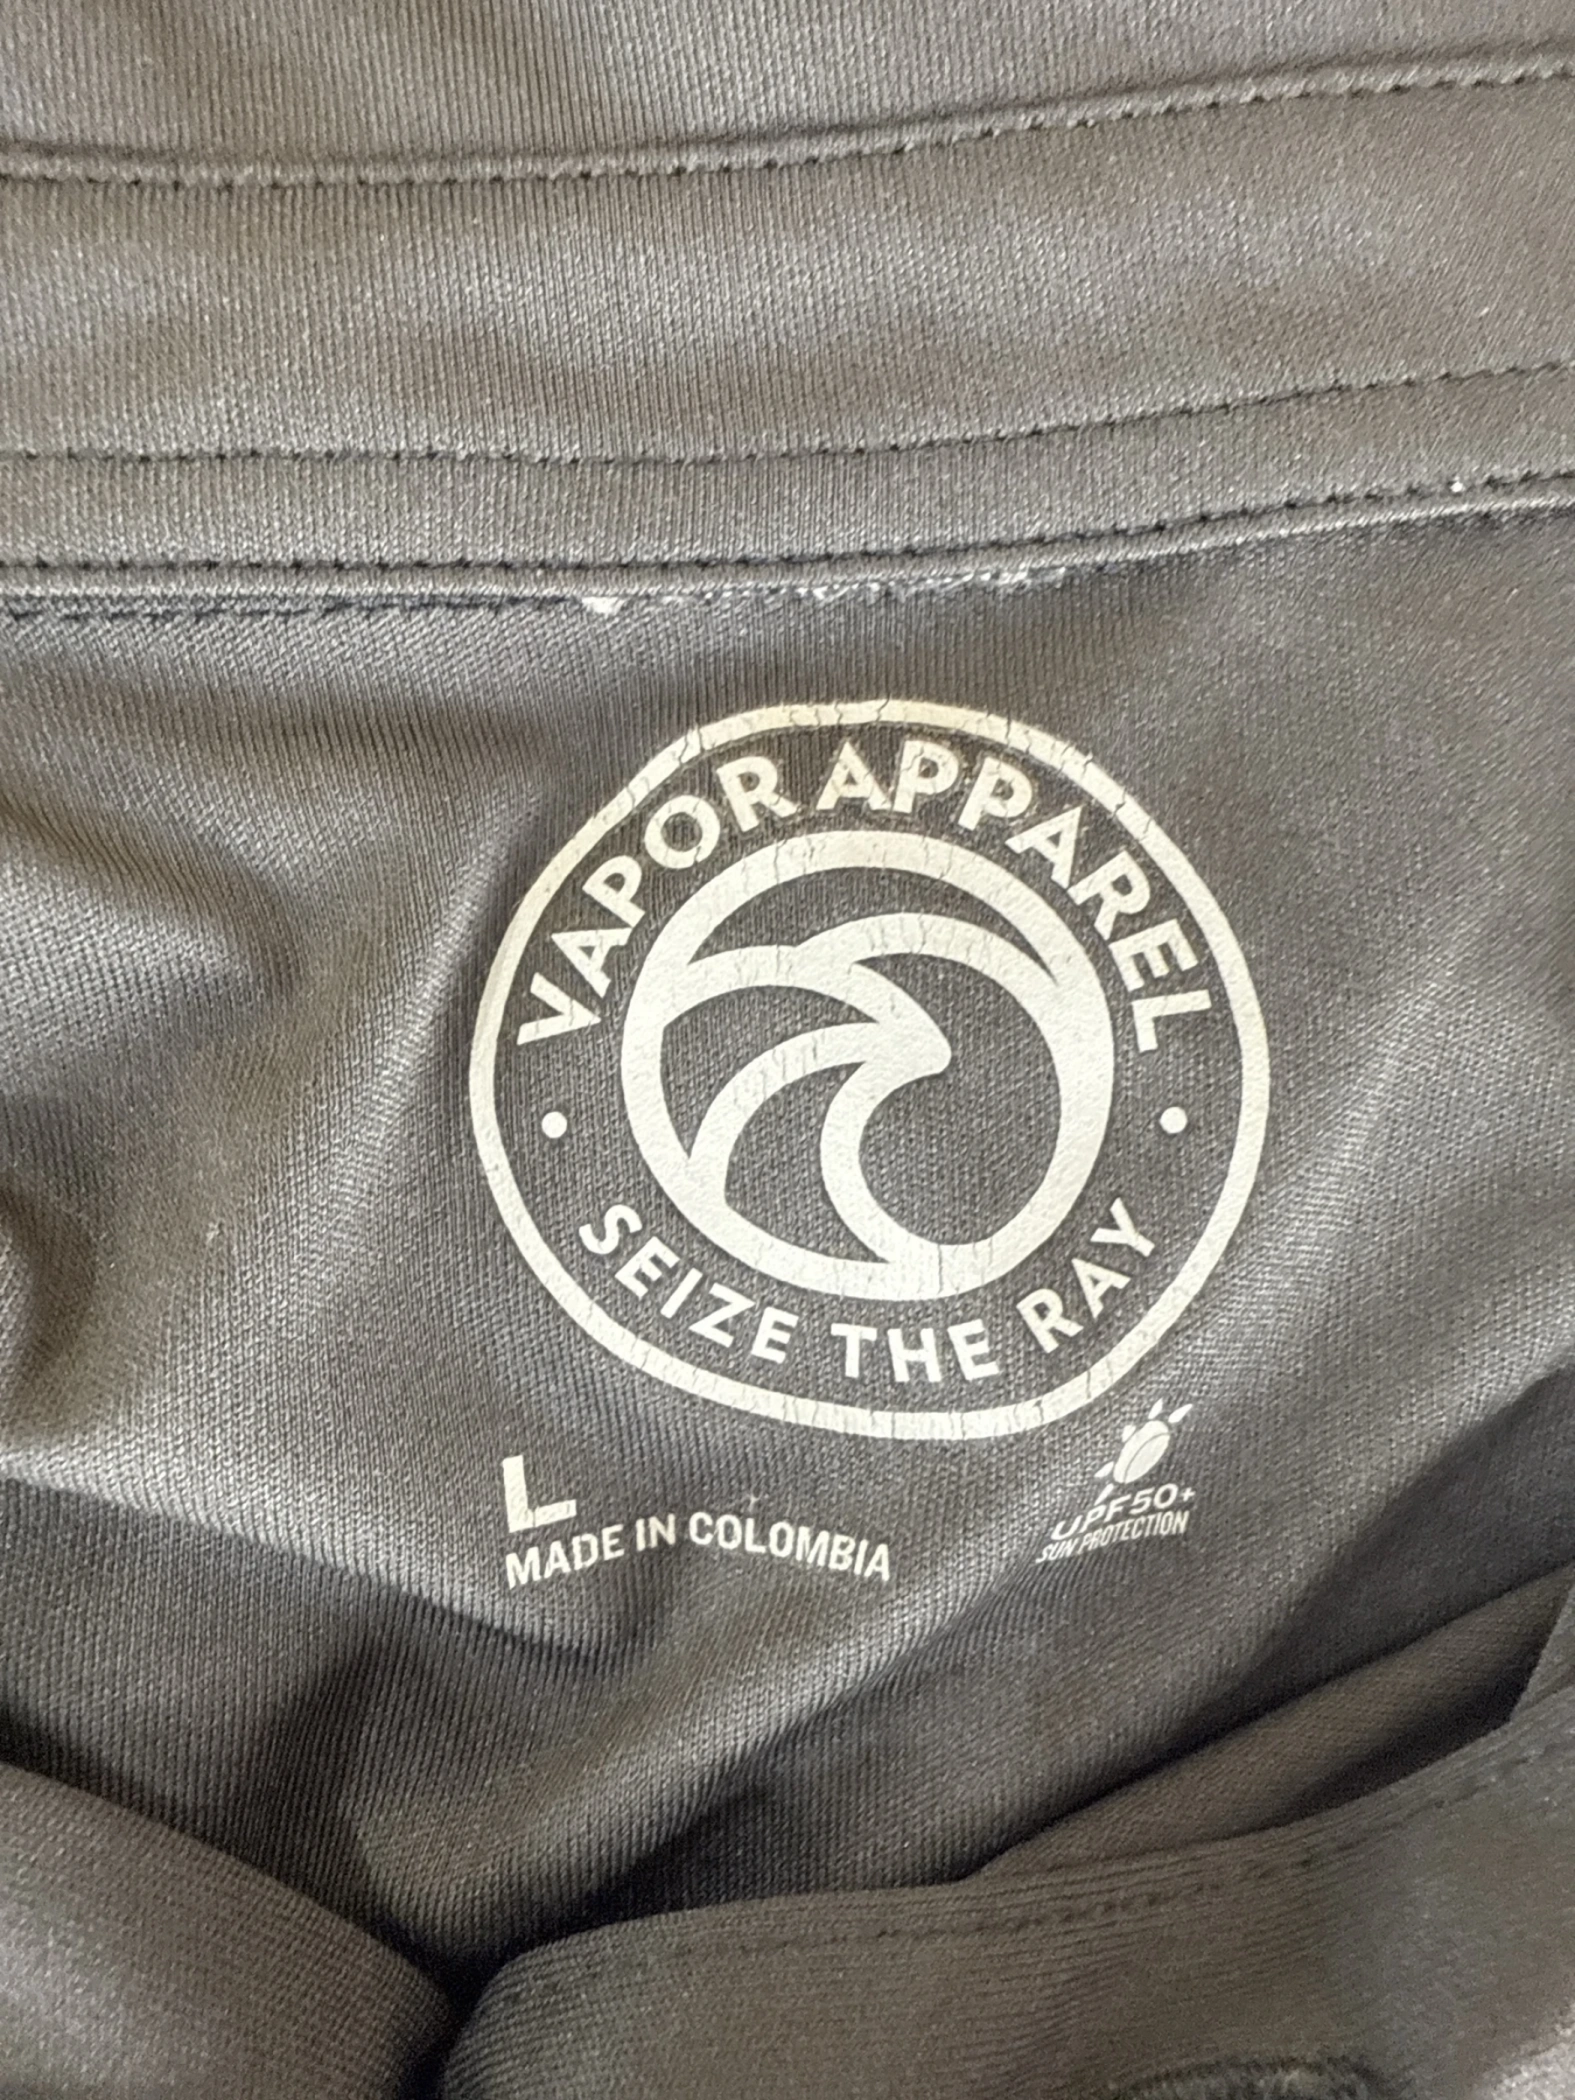 VAPOR APPAREL
SEIZE THE RAY
L
MADE IN COLOMBIA
UPF50+
SUN PROTECTION